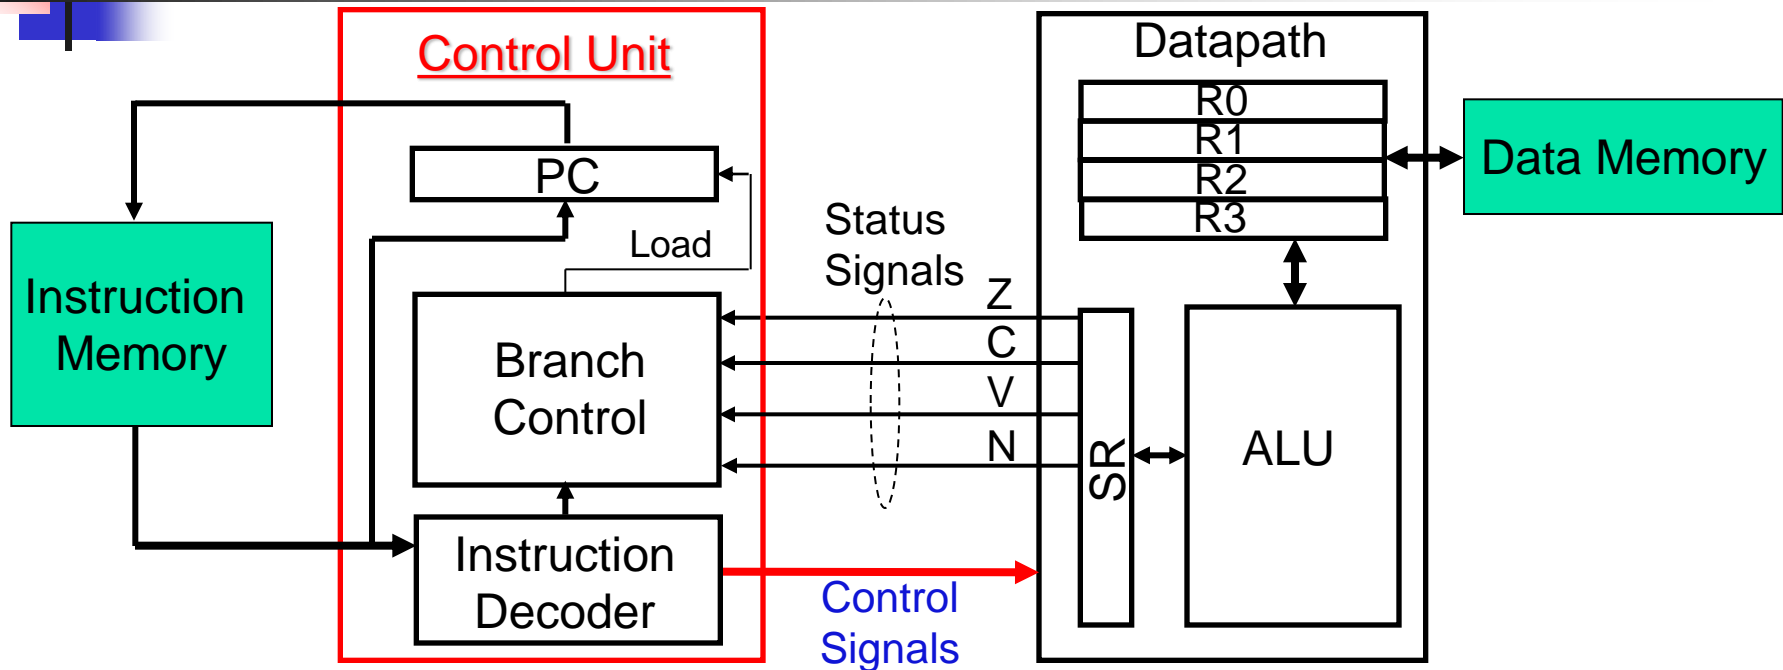 Control Unit
PC
Load
Branch
Control
Instruction
Decoder
Instruction
Memory
Status
Signals
Z
C
V
N
Control
Signals
Datapath
R0
R1
R2
R3
SR
ALU
Data Memory